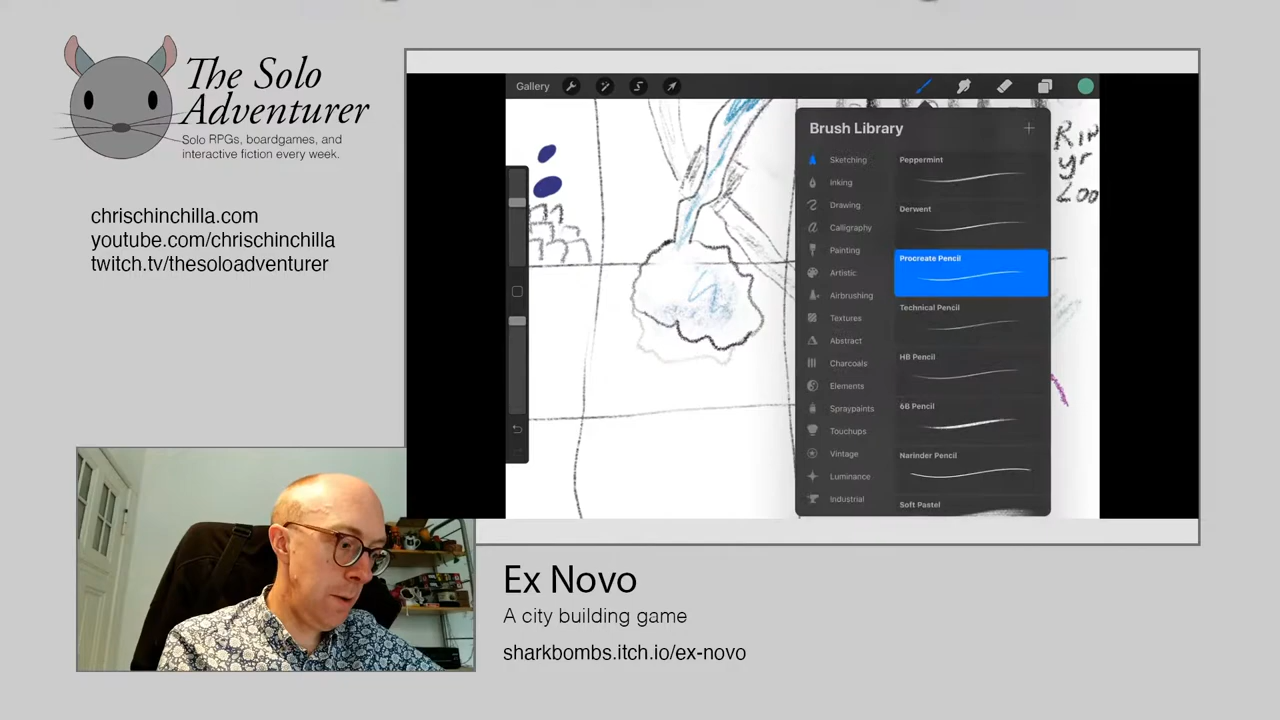 The Solo
Adventurer
Solo RPGs, boardgames, and
interactive fiction every week.
chrischinchilla.com
youtube.com/chrischinchilla
twitch.tv/thesoloadventurer
Gallery
Brush Library
Sketching
Inking
Drawing
Calligraphy
Painting
Artistic
Airbrushing
Textures
Abstract
Charcoals
Elements
Spraypaints
Touchups
Vintage
Luminance
Industrial
Peppermint
Derwent
Procreate Pencil
Technical Pencil
HB Pencil
6B Pencil
Narinder Pencil
Soft Pastel
Ex Novo
A city building game
sharkbombs.itch.io/ex-novo